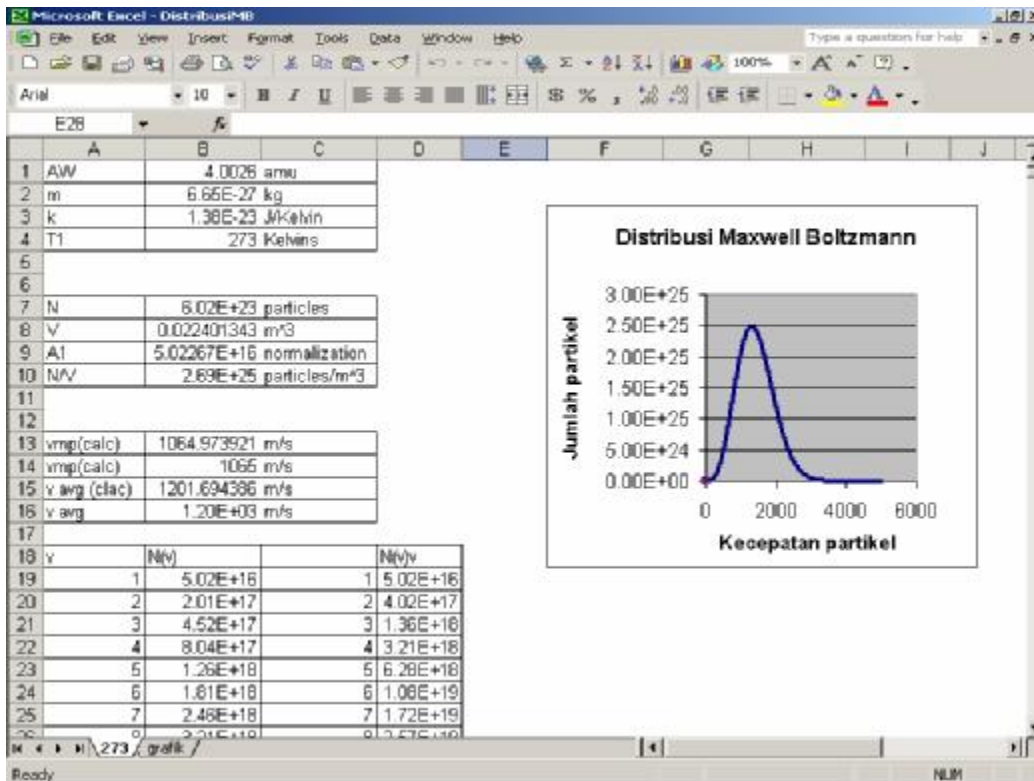 Microsoft Excel - DistribusiMB
File Edit View Insert Format Tools Data Window Help Type a question for help
100%
Arial 10 B I U $ % ,
E28 fx
A B C D E F G H I J
1 AW 4.0026 amu
2 m 6.65E-27 kg
3 k 1.38E-23 J/Kelvin
4 T1 273 Kelvins
5
6
7 N 6.02E+23 particles
8 V 0.022401343 m^3
9 A1 5.02267E+16 normalization
10 N/V 2.69E+25 particles/m^3
11
12
13 vmp(calc) 1064.973921 m/s
14 vmp(calc) 1065 m/s
15 v avg (clac) 1201.694386 m/s
16 v avg 1.20E+03 m/s
17
18 v N(v) N(v)v
19 1 5.02E+16 1 5.02E+16
20 2 2.01E+17 2 4.02E+17
21 3 4.52E+17 3 1.36E+18
22 4 8.04E+17 4 3.21E+18
23 5 1.26E+18 5 6.28E+18
24 6 1.81E+18 6 1.08E+19
25 7 2.46E+18 7 1.72E+19
Distribusi Maxwell Boltzmann
Jumlah partikel
3.00E+25
2.50E+25
2.00E+25
1.50E+25
1.00E+25
5.00E+24
0.00E+00
0 2000 4000 6000
Kecepatan partikel
273 grafik
Ready NUM